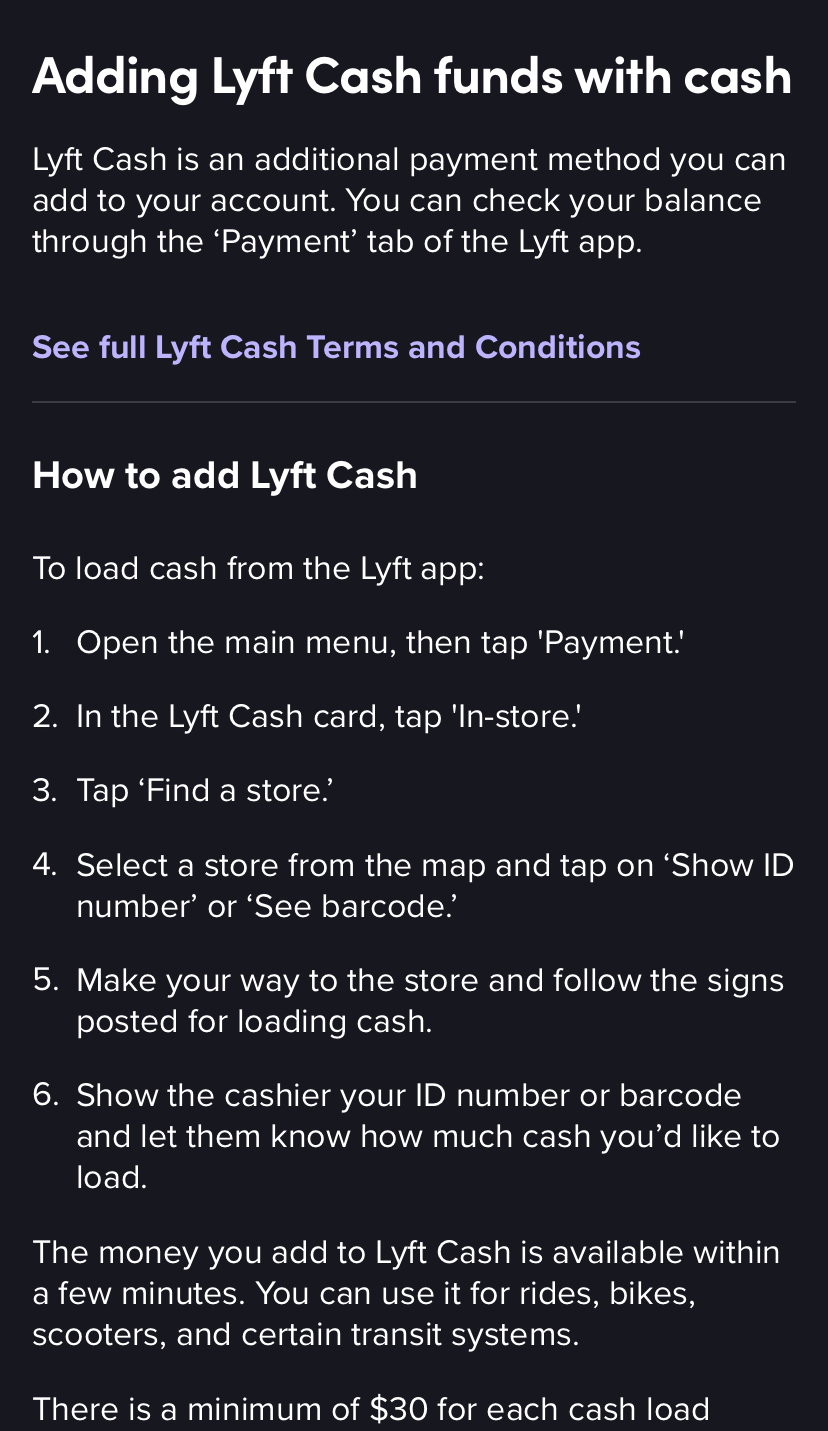 Adding Lyft Cash funds with cash
Lyft Cash is an additional payment method you can
add to your account. You can check your balance
through the ‘Payment’ tab of the Lyft app.
See full Lyft Cash Terms and Conditions
How to add Lyft Cash
To load cash from the Lyft app:
1. Open the main menu, then tap 'Payment.'
2. In the Lyft Cash card, tap 'In-store.'
3. Tap ‘Find a store.’
4. Select a store from the map and tap on ‘Show ID
number’ or ‘See barcode.’
5. Make your way to the store and follow the signs
posted for loading cash.
6. Show the cashier your ID number or barcode
and let them know how much cash you’d like to
load.
The money you add to Lyft Cash is available within
a few minutes. You can use it for rides, bikes,
scooters, and certain transit systems.
There is a minimum of $30 for each cash load